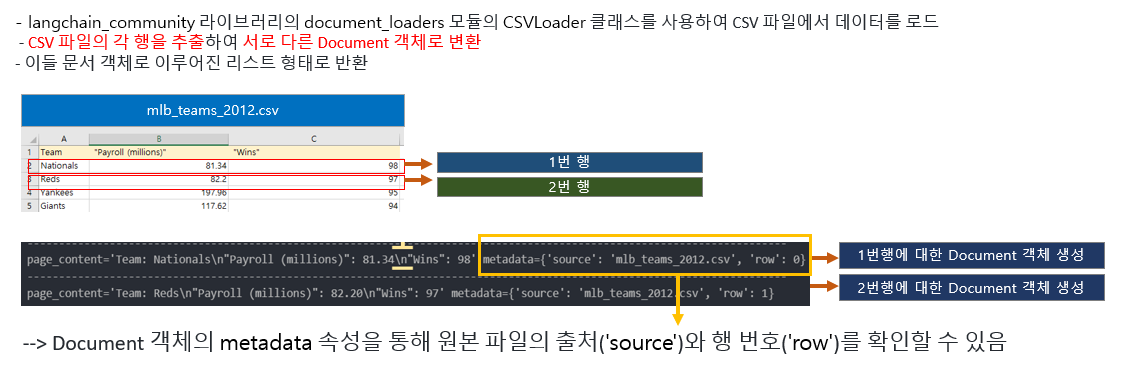 - langchain_community 라이브러리의 document_loaders 모듈의 CSVLoader 클래스를 사용하여 CSV 파일에서 데이터를 로드
- CSV 파일의 각 행을 추출하여 서로 다른 Document 객체로 변환
- 이들 문서 객체로 이루어진 리스트 형태로 반환
mlb_teams_2012.csv
A B C
1 Team "Payroll (millions)" "Wins"
2 Nationals 81.34 98
3 Reds 82.2 97
4 Yankees 197.96 95
5 Giants 117.62 94
1번 행
2번 행
page_content='Team: Nationals\n"Payroll (millions)": 81.34\n"Wins": 98' metadata={'source': 'mlb_teams_2012.csv', 'row': 0}
1번행에 대한 Document 객체 생성
page_content='Team: Reds\n"Payroll (millions)": 82.20\n"Wins": 97' metadata={'source': 'mlb_teams_2012.csv', 'row': 1}
2번행에 대한 Document 객체 생성
--> Document 객체의 metadata 속성을 통해 원본 파일의 출처('source')와 행 번호('row')를 확인할 수 있음